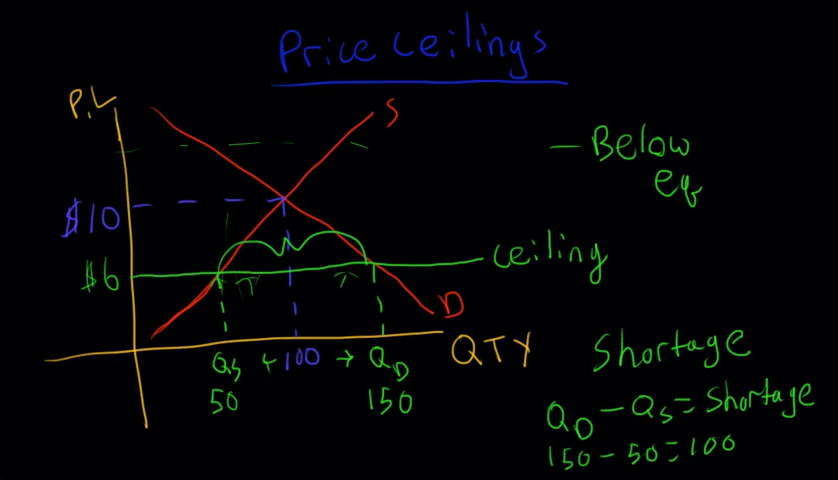 Price Ceilings
P.L
S
— Below
eq
$10
ceiling
$6
D
QTY
Qs ← 100 → QD
50 150
Shortage
QD - Qs = Shortage
150 - 50 = 100